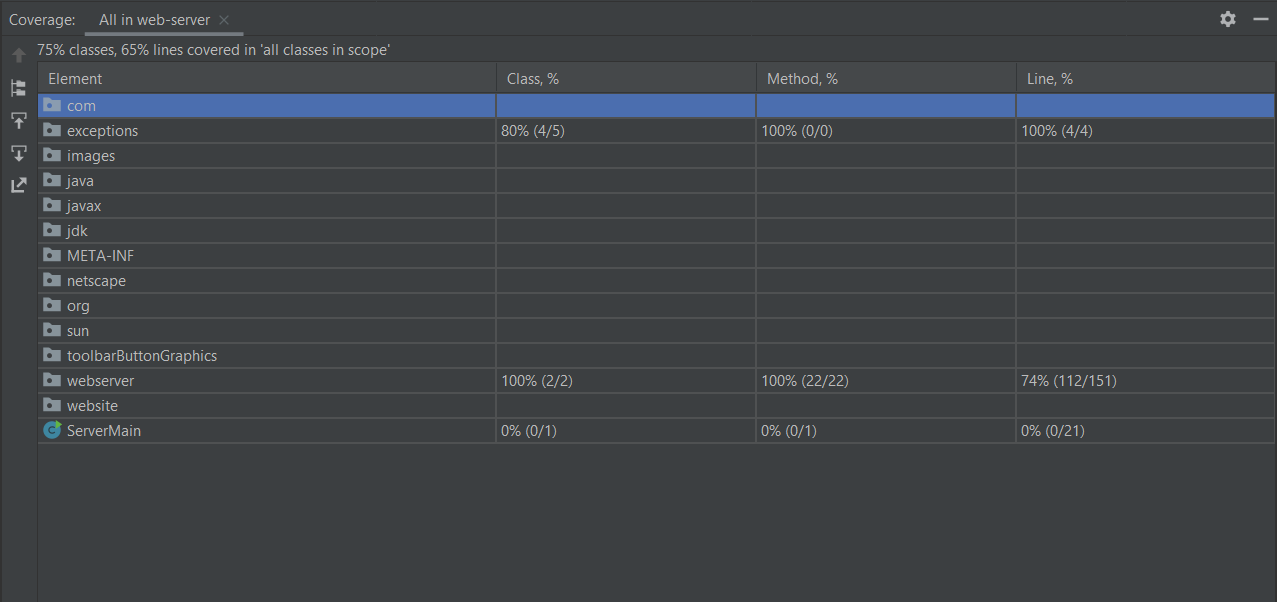 Coverage: All in web-server
75% classes, 65% lines covered in 'all classes in scope'
Element Class, % Method, % Line, %
com
exceptions 80% (4/5) 100% (0/0) 100% (4/4)
images
java
javax
jdk
META-INF
netscape
org
sun
toolbarButtonGraphics
webserver 100% (2/2) 100% (22/22) 74% (112/151)
website
C ServerMain 0% (0/1) 0% (0/1) 0% (0/21)